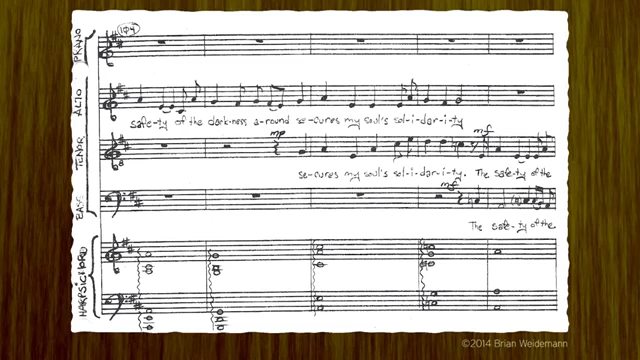 104
PRANO
ALTO
safe-ty of the dark-ness a-round se-cures my soul's sol-i-dar-i-ty
mp
mf
TENOR
se-cures my soul's sol-i-dar-i-ty. The safe-ty of the
mf
BASS
The safe-ty of the
HARPSICHORD
©2014 Brian Weidemann